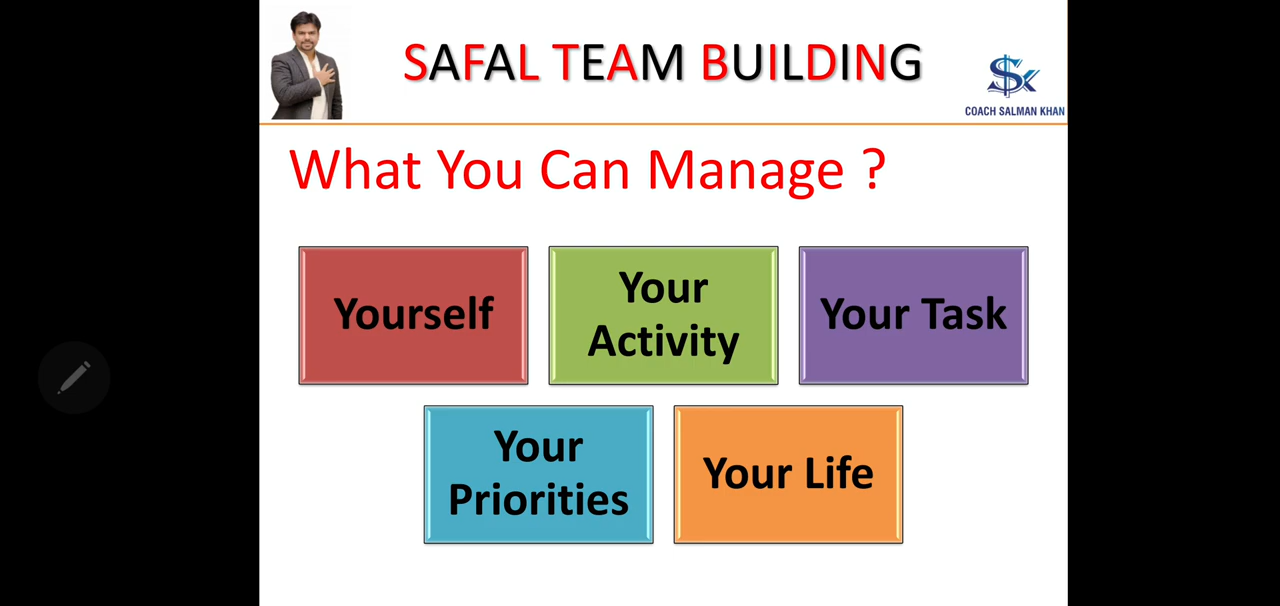 SAFAL TEAM BUILDING
COACH SALMAN KHAN
What You Can Manage ?
Yourself
Your
Activity
Your Task
Your
Priorities
Your Life